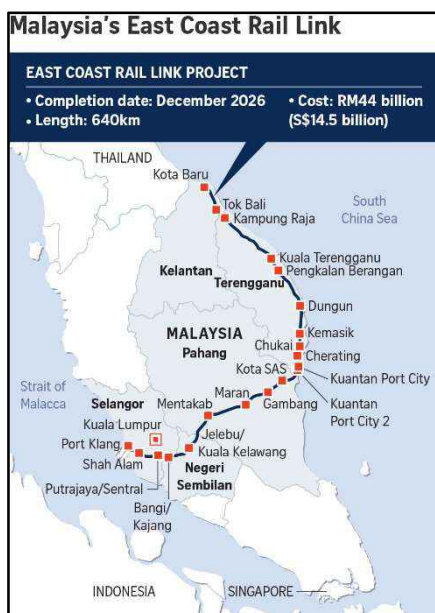 Malaysia's East Coast Rail Link
EAST COAST RAIL LINK PROJECT
• Completion date: December 2026
• Length: 640km
• Cost: RM44 billion
(S$14.5 billion)
THAILAND
Kota Baru
Tok Bali
Kampung Raja
South
China Sea
Kuala Terengganu
Pengkalan Berangan
Kelantan
Terengganu
Dungun
MALAYSIA
Pahang
Kemasik
Chukai
Cherating
Kota SAS
Kuantan Port City
Strait of
Malacca
Maran
Gambang
Kuantan
Port City 2
Selangor
Mentakab
Kuala Lumpur
Port Klang
Jelebu/
Kuala Kelawang
Shah Alam
Negeri
Sembilan
Putrajaya/Sentral
Bangi/
Kajang
INDONESIA
SINGAPORE